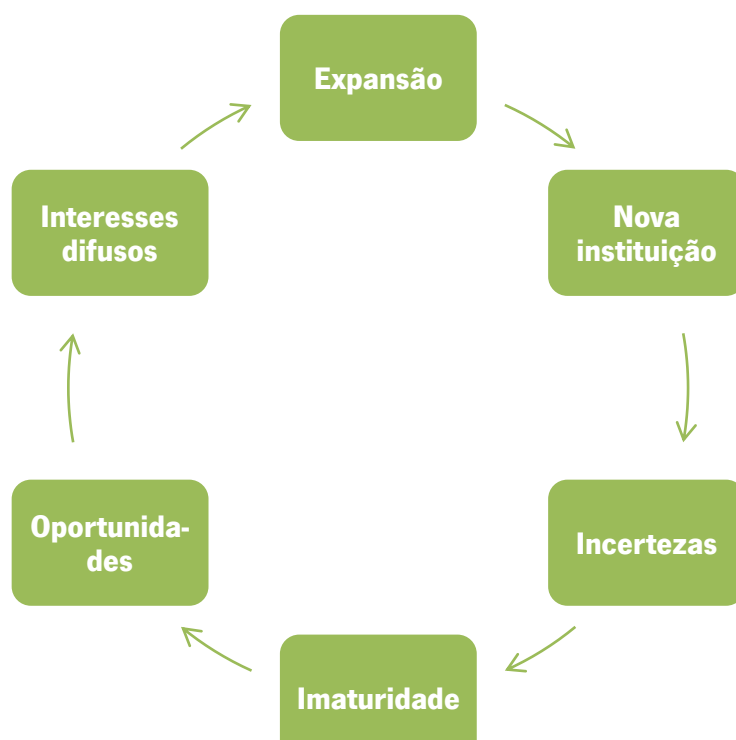 Expansão
Nova
instituição
Incertezas
Imaturidade
Oportunida-
des
Interesses
difusos